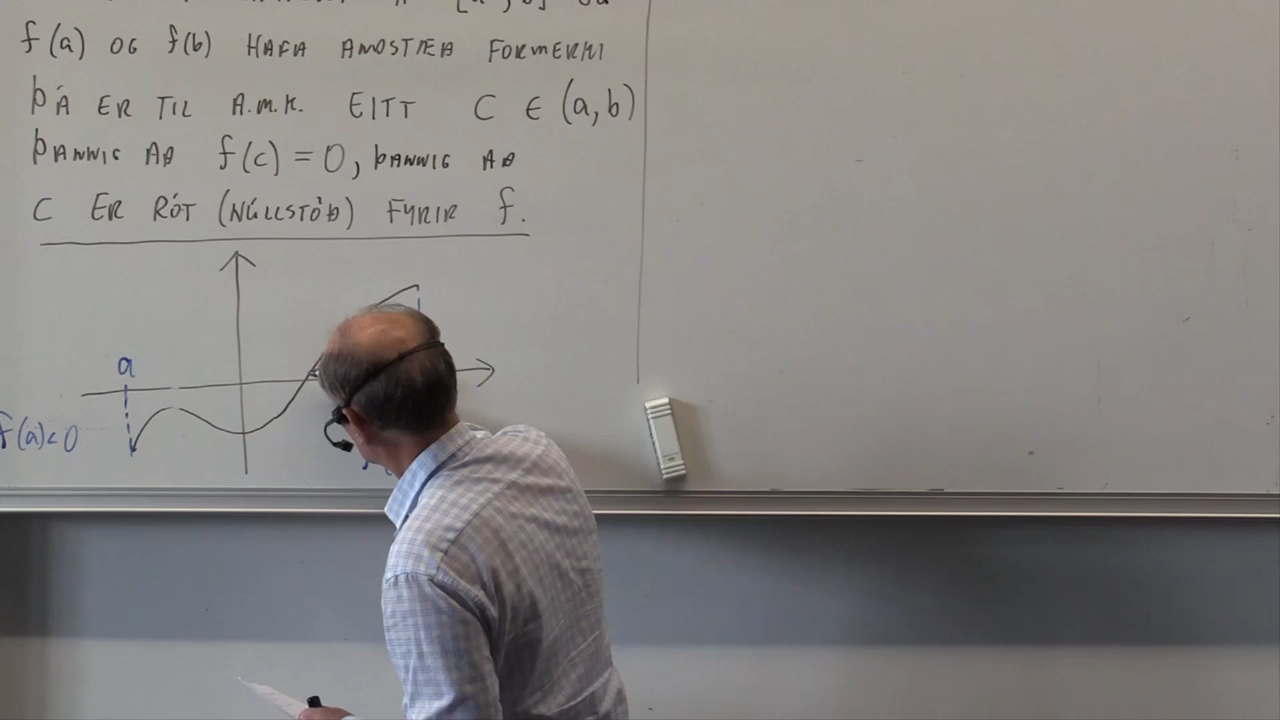 f(a) OG f(b) HAFA ANDSTÆÐ FORMERKI
ÞÁ ER TIL A.M.K. EITT C ∈ (a,b)
ÞANNIG AÐ f(c) = 0, ÞANNIG AÐ
C ER RÓT (NÚLLSTÖÐ) FYRIR f.
a
f(a)<0